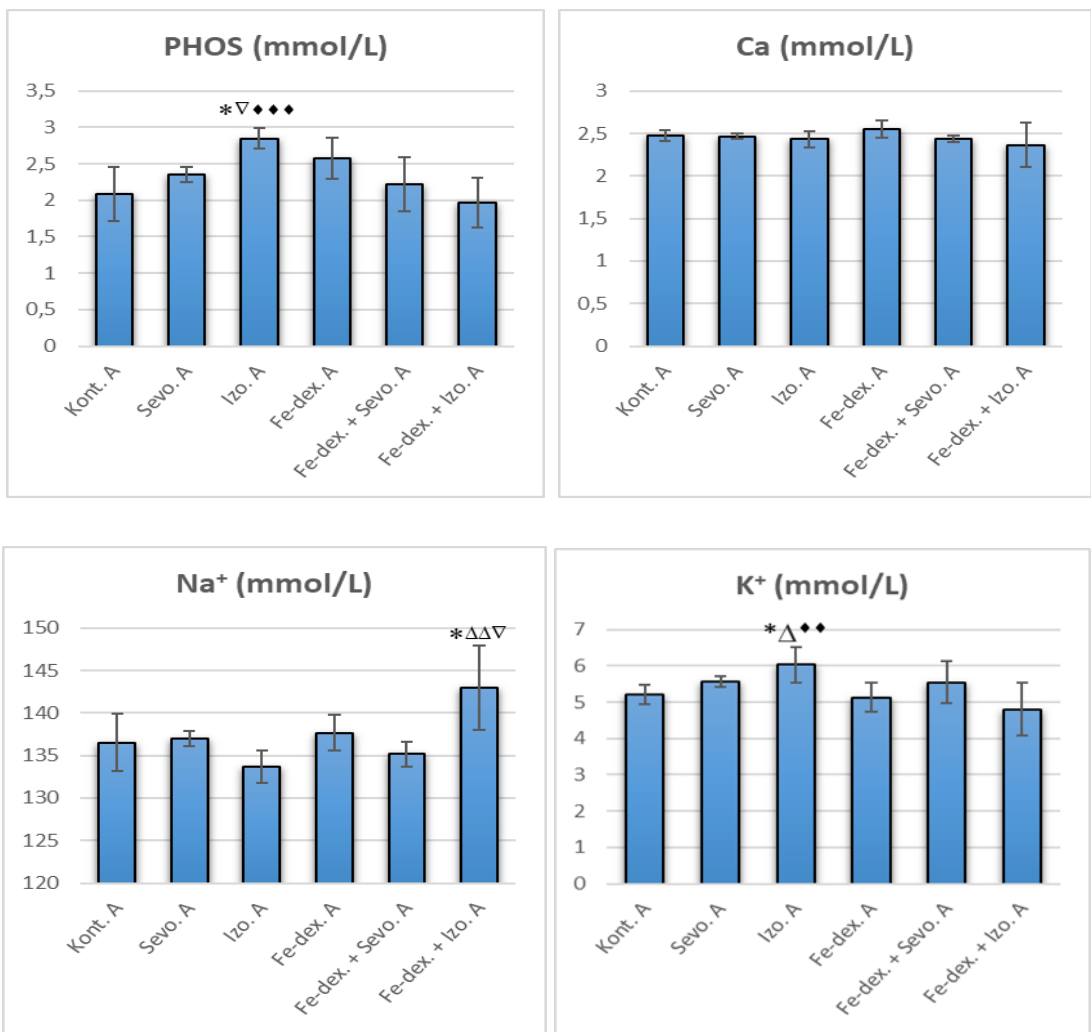 PHOS (mmol/L)
3,5
3
2,5
2
1,5
1
0,5
0
*∇♦♦♦
Kont. A
Sevo. A
Izo. A
Fe-dex. A
Fe-dex. + Sevo. A
Fe-dex. + Izo. A
Ca (mmol/L)
3
2,5
2
1,5
1
0,5
0
Kont. A
Sevo. A
Izo. A
Fe-dex. A
Fe-dex. + Sevo. A
Fe-dex. + Izo. A
Na⁺ (mmol/L)
150
145
140
135
130
125
120
*ΔΔ∇
Kont. A
Sevo. A
Izo. A
Fe-dex. A
Fe-dex. + Sevo. A
Fe-dex. + Izo. A
K⁺ (mmol/L)
7
6
5
4
3
2
1
0
*Δ♦♦
Kont. A
Sevo. A
Izo. A
Fe-dex. A
Fe-dex. + Sevo. A
Fe-dex. + Izo. A